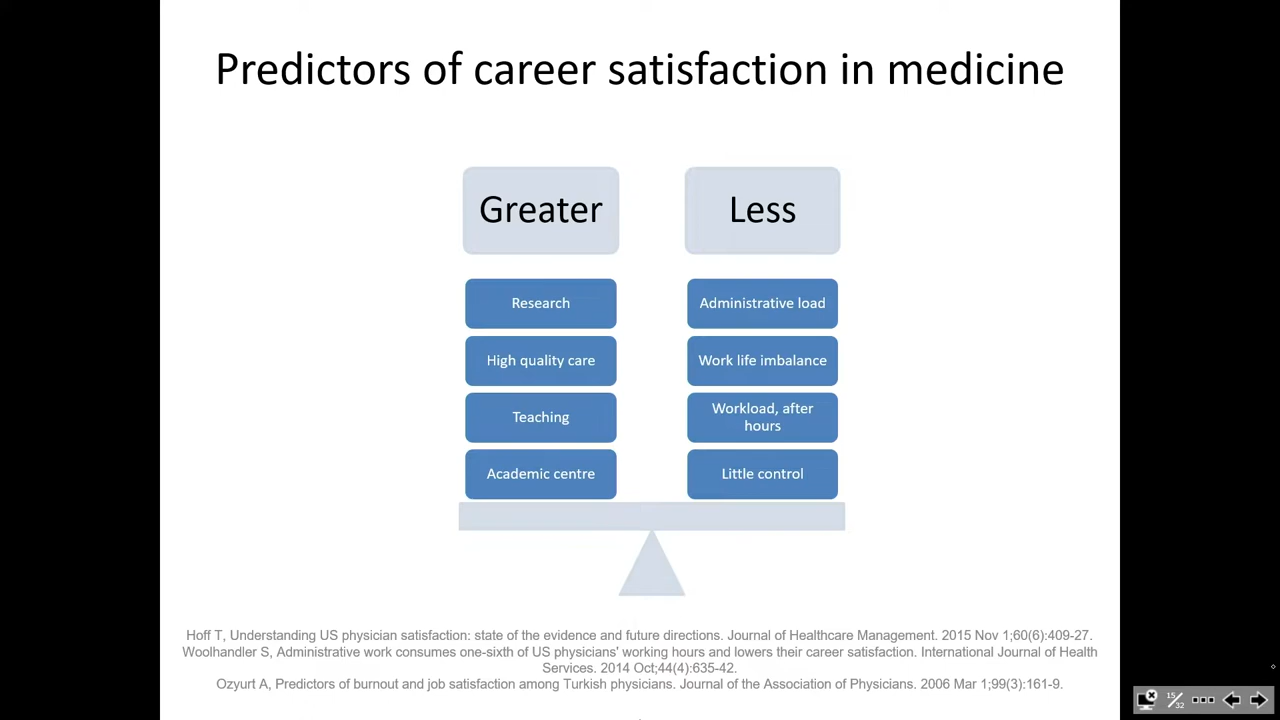 Predictors of career satisfaction in medicine
Greater
Less
Research
High quality care
Teaching
Academic centre
Administrative load
Work life imbalance
Workload, after
hours
Little control
Hoff T, Understanding US physician satisfaction: state of the evidence and future directions. Journal of Healthcare Management. 2015 Nov 1;60(6):409-27.
Woolhandler S, Administrative work consumes one-sixth of US physicians' working hours and lowers their career satisfaction. International Journal of Health
Services. 2014 Oct;44(4):635-42.
Ozyurt A, Predictors of burnout and job satisfaction among Turkish physicians. Journal of the Association of Physicians. 2006 Mar 1;99(3):161-9.
15/32